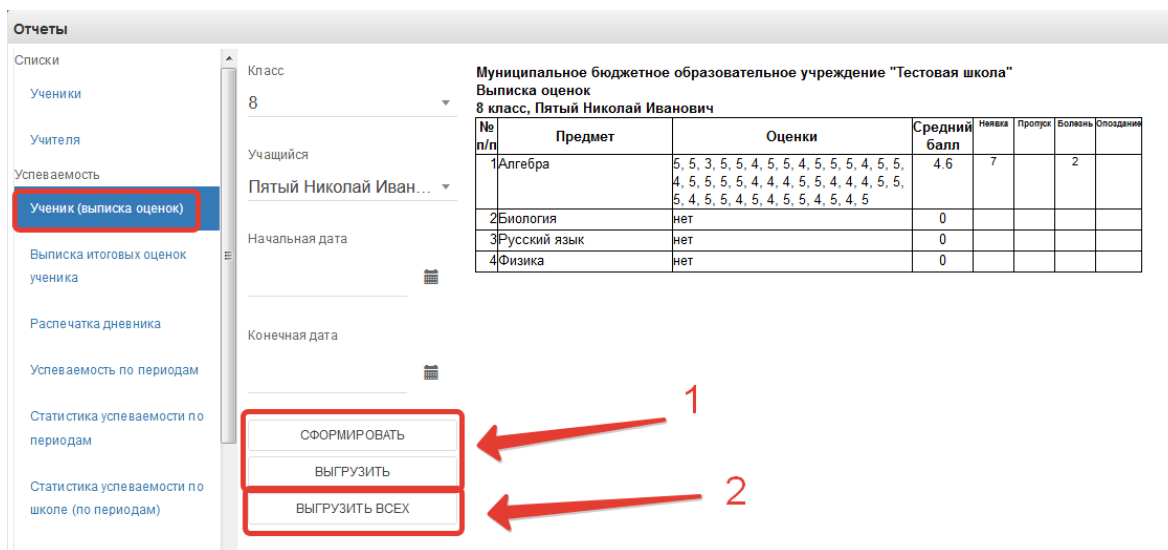 Отчеты
Списки
Ученики
Учителя
Успеваемость
Ученик (выписка оценок)
Выписка итоговых оценок
ученика
Распечатка дневника
Успеваемость по периодам
Статистика успеваемости по
периодам
Статистика успеваемости по
школе (по периодам)
Класс
8
Учащийся
Пятый Николай Иван...
Начальная дата
Конечная дата
СФОРМИРОВАТЬ
ВЫГРУЗИТЬ
ВЫГРУЗИТЬ ВСЕХ
1
2
Муниципальное бюджетное образовательное учреждение "Тестовая школа"
Выписка оценок
8 класс, Пятый Николай Иванович
№ п/п Предмет Оценки Средний балл Неявка Пропуск Болезнь Опоздание
1 Алгебра 5, 5, 3, 5, 5, 4, 5, 5, 4, 5, 5, 5, 4, 5, 5, 4.6 7 2
4, 5, 5, 5, 5, 4, 4, 4, 5, 5, 4, 4, 4, 5, 5,
5, 4, 5, 5, 4, 5, 4, 5, 5, 4, 5, 4, 5
2 Биология нет 0
3 Русский язык нет 0
4 Физика нет 0